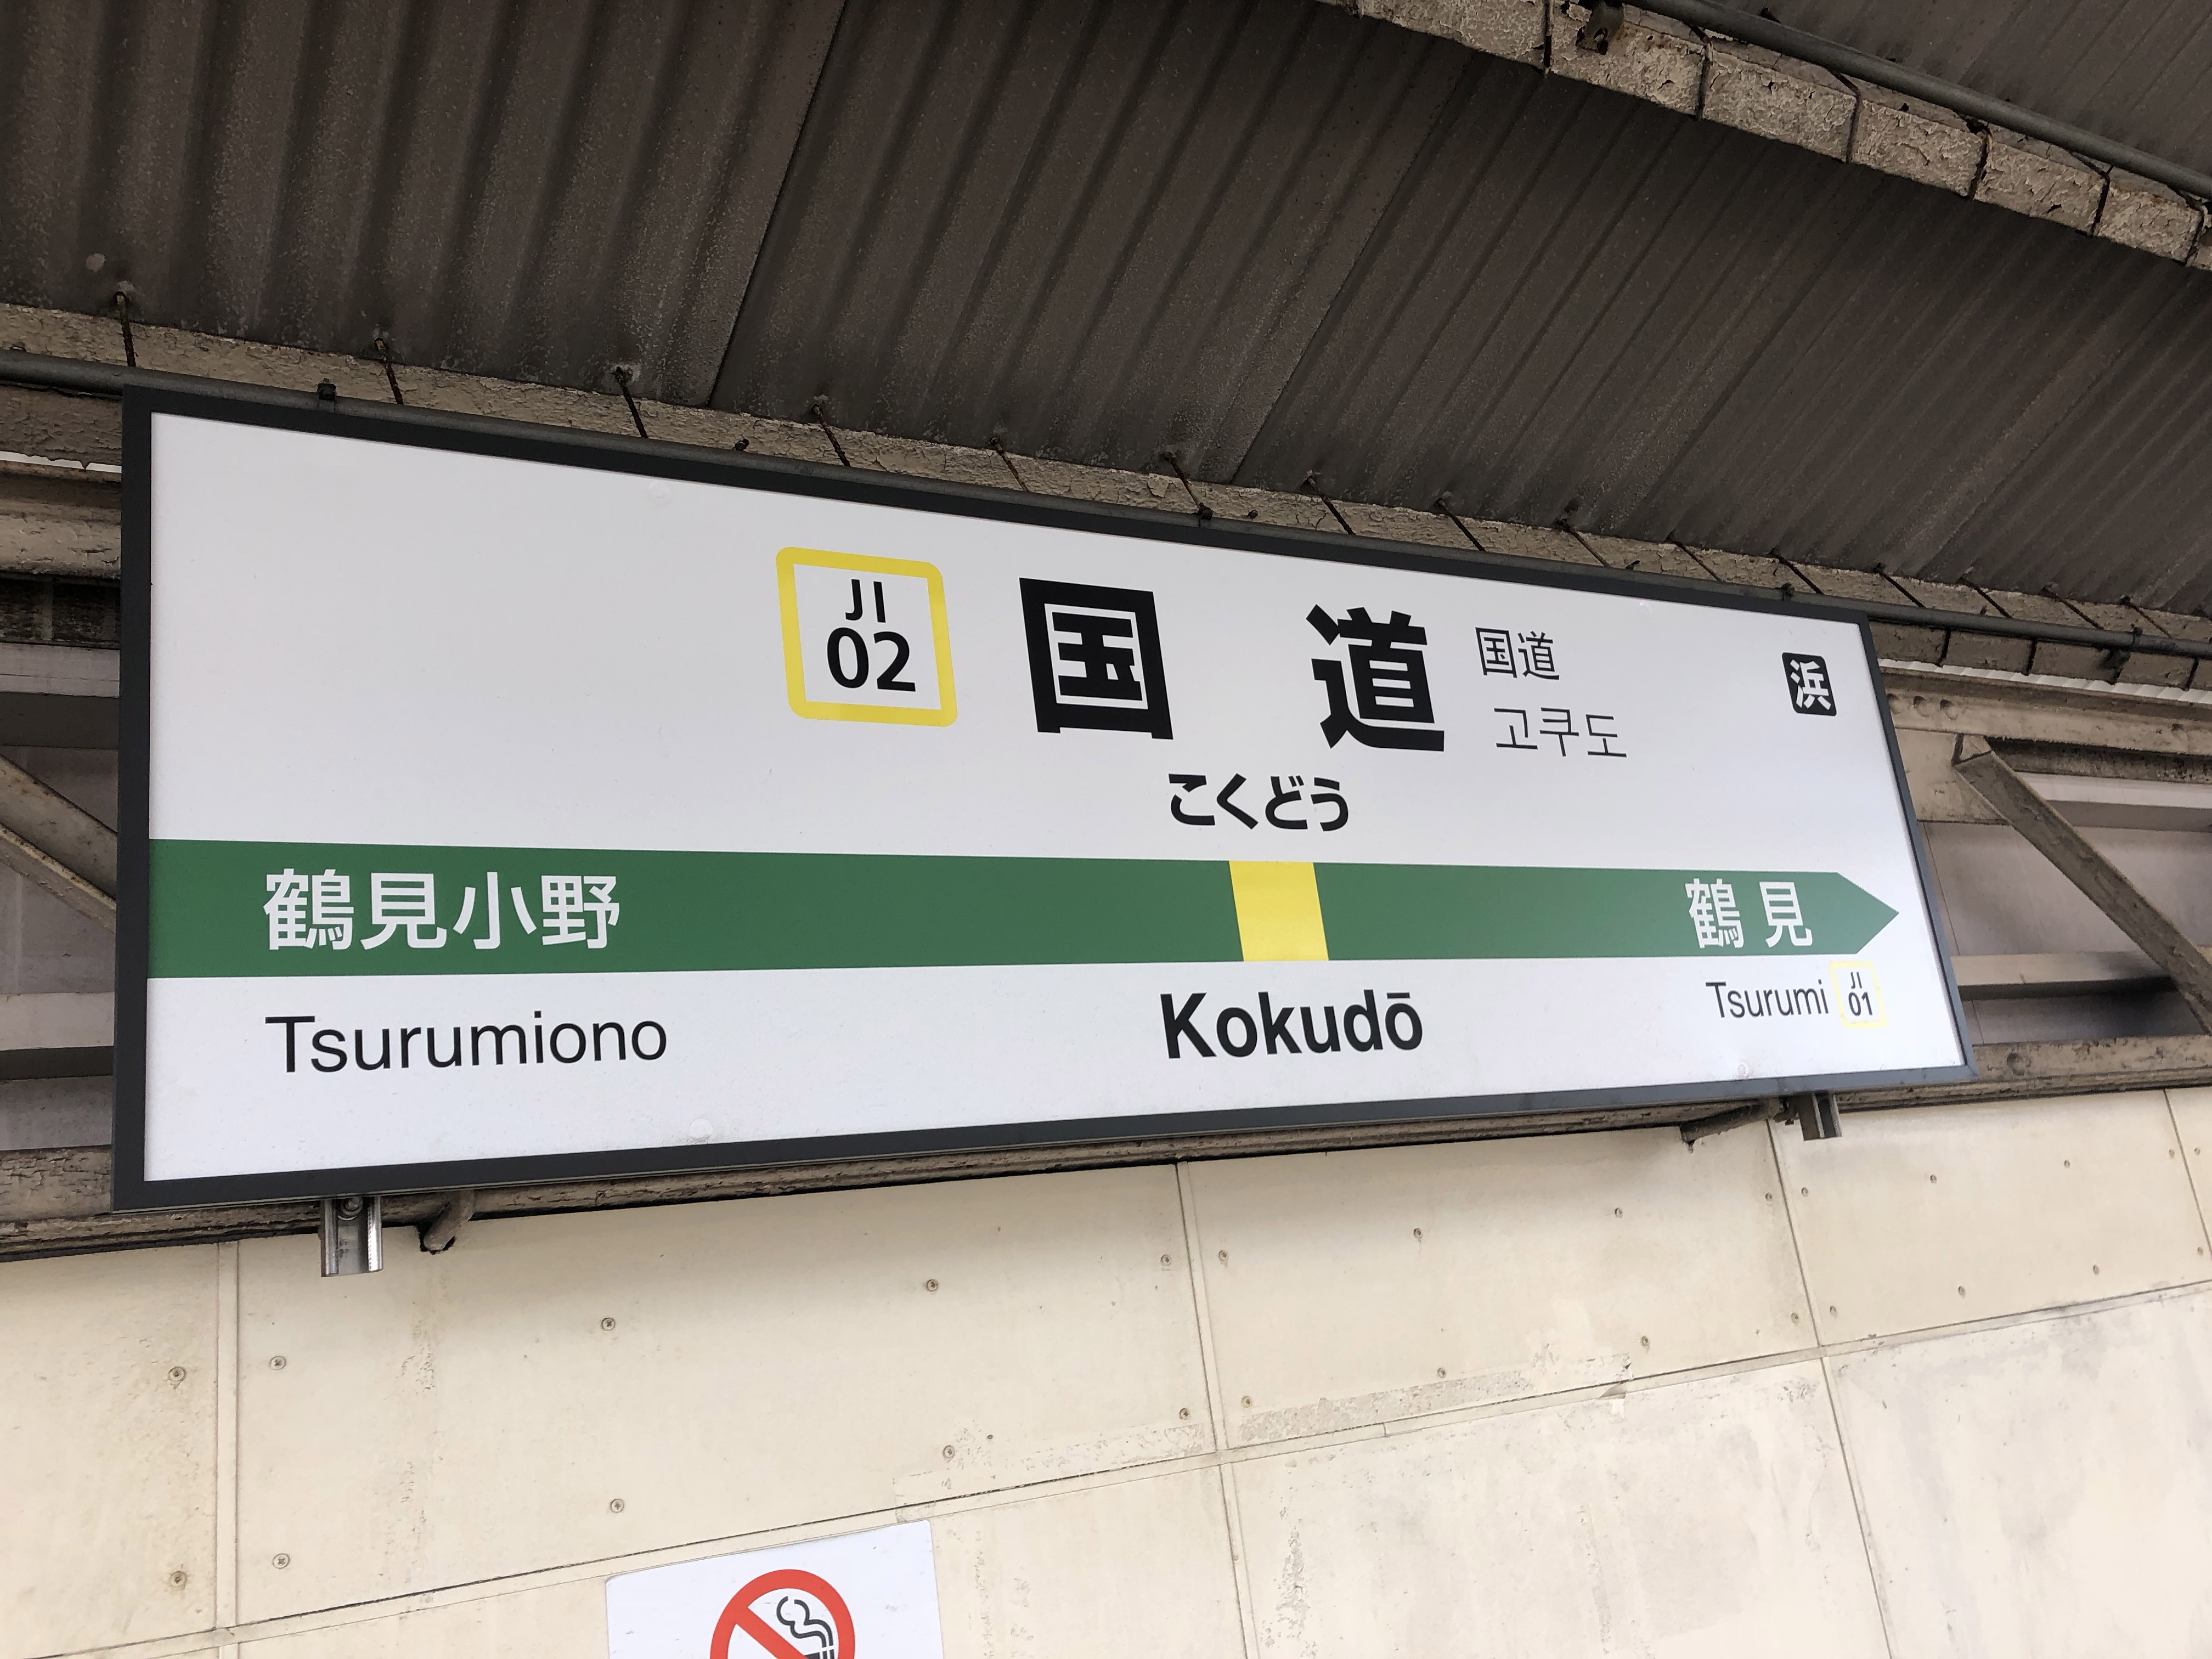 JI
02
国道
国道
고쿠도
浜
こくどう
鶴見小野
鶴見
Tsurumiono
Kokudō
Tsurumi
JI
01